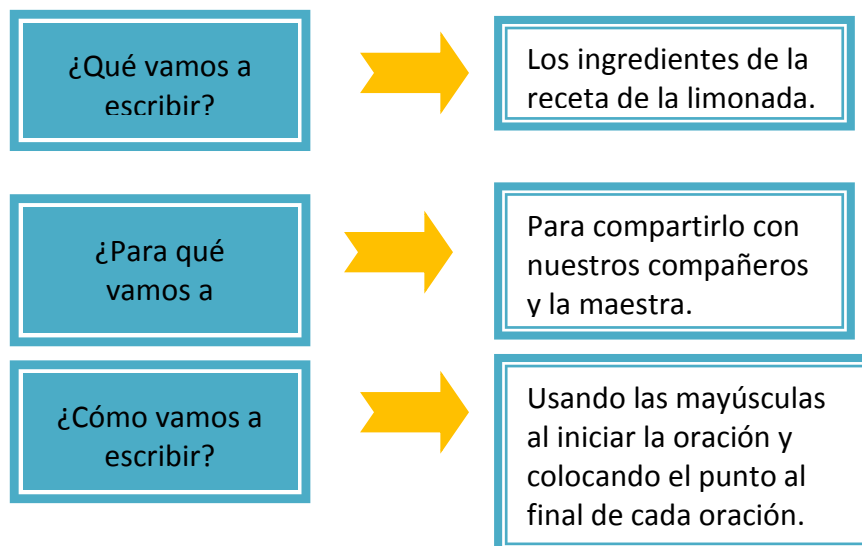 ¿Qué vamos a
escribir?
Los ingredientes de la
receta de la limonada.
¿Para qué
vamos a
Para compartirlo con
nuestros compañeros
y la maestra.
¿Cómo vamos a
escribir?
Usando las mayúsculas
al iniciar la oración y
colocando el punto al
final de cada oración.